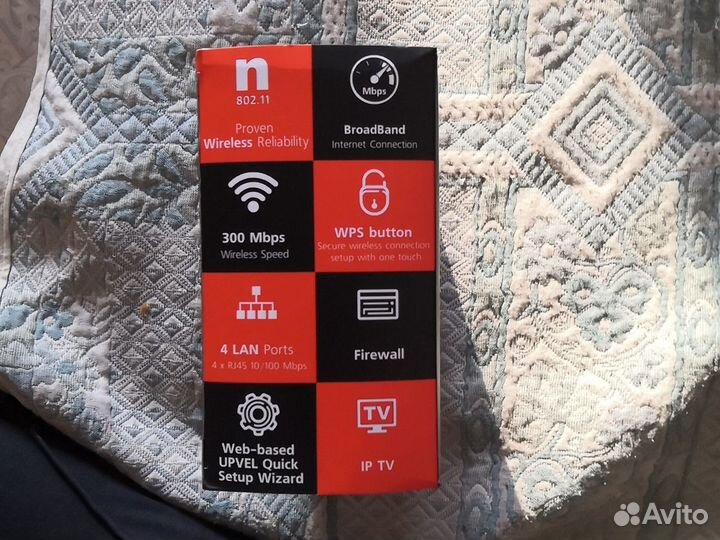 n
802.11
Proven
Wireless Reliability
Mbps
BroadBand
Internet Connection
300 Mbps
Wireless Speed
WPS button
Secure wireless connection
setup with one touch
4 LAN Ports
4 x RJ45 10/100 Mbps
Firewall
Web-based
UPVEL Quick
Setup Wizard
TV
IP TV
Avito